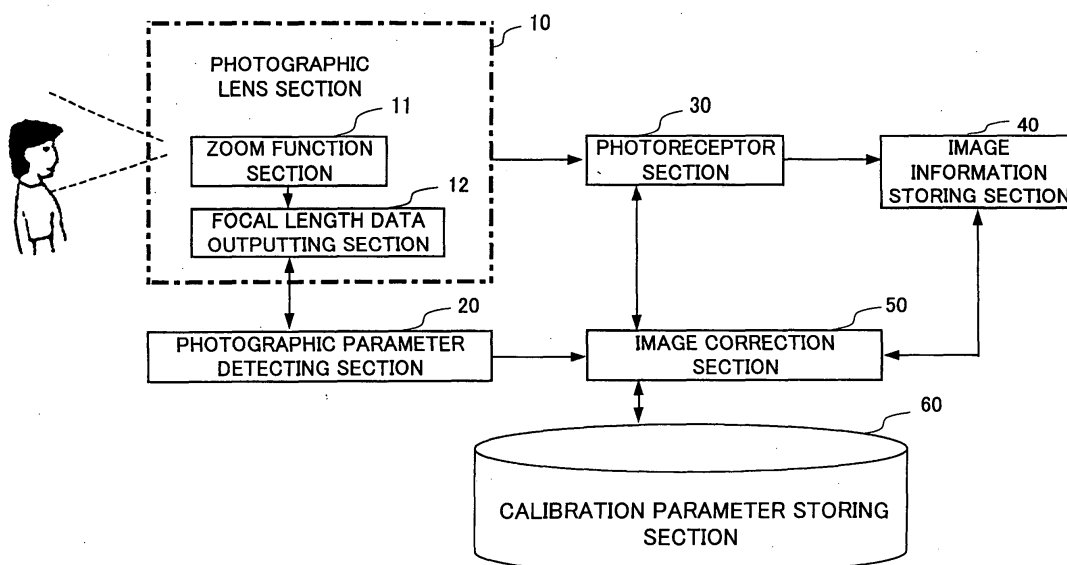 10
PHOTOGRAPHIC
LENS SECTION
11
ZOOM FUNCTION
SECTION
12
FOCAL LENGTH DATA
OUTPUTTING SECTION
30
PHOTORECEPTOR
SECTION
40
IMAGE
INFORMATION
STORING SECTION
20
PHOTOGRAPHIC PARAMETER
DETECTING SECTION
50
IMAGE CORRECTION
SECTION
60
CALIBRATION PARAMETER STORING
SECTION